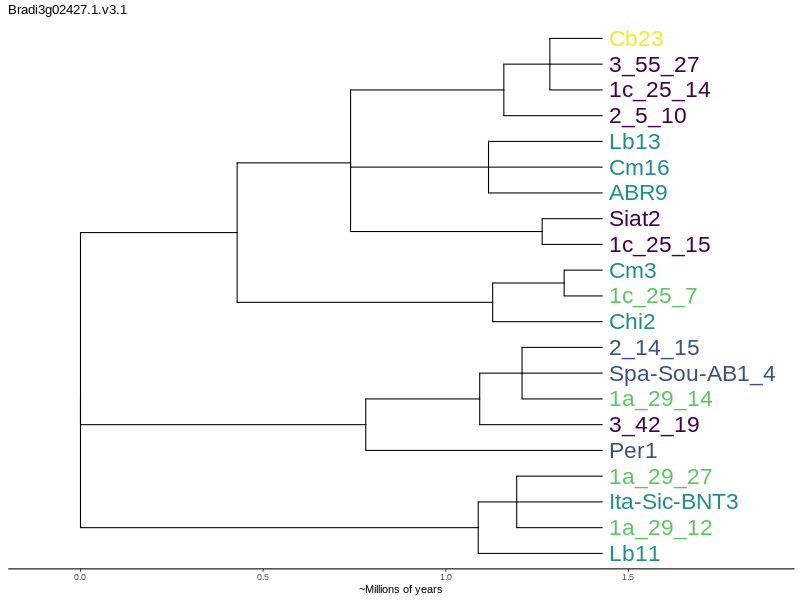 Bradi3g02427.1.v3.1
Cb23
3_55_27
1c_25_14
2_5_10
Lb13
Cm16
ABR9
Siat2
1c_25_15
Cm3
1c_25_7
Chi2
2_14_15
Spa-Sou-AB1_4
1a_29_14
3_42_19
Per1
1a_29_27
Ita-Sic-BNT3
1a_29_12
Lb11
0.0 0.5 1.0 1.5
~Millions of years